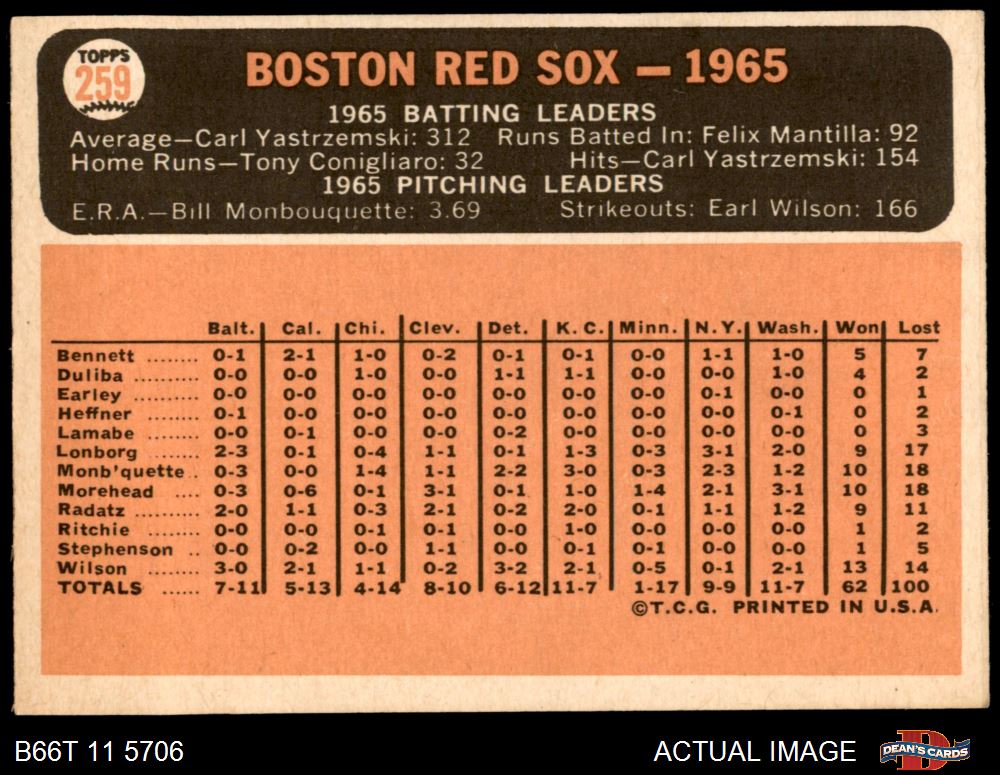 TOPPS
259
BOSTON RED SOX — 1965
1965 BATTING LEADERS
Average—Carl Yastrzemski: 312 Runs Batted In: Felix Mantilla: 92
Home Runs—Tony Conigliaro: 32 Hits—Carl Yastrzemski: 154
1965 PITCHING LEADERS
E.R.A.—Bill Monbouquette: 3.69 Strikeouts: Earl Wilson: 166
Balt. Cal. Chi. Clev. Det. K.C. Minn. N.Y. Wash. Won Lost
Bennett ........ 0-1 2-1 1-0 0-2 0-1 0-1 0-0 1-1 1-0 5 7
Duliba .......... 0-0 0-0 1-0 0-0 1-1 1-1 0-0 0-0 1-0 4 2
Earley .......... 0-0 0-0 0-0 0-0 0-0 0-0 0-0 0-1 0-0 0 1
Heffner ........ 0-1 0-0 0-0 0-0 0-0 0-0 0-0 0-0 0-1 0 2
Lamabe ........ 0-0 0-1 0-0 0-0 0-2 0-0 0-0 0-0 0-0 0 3
Lonborg ........ 2-3 0-1 0-4 1-1 0-1 1-3 0-3 3-1 2-0 9 17
Monb'quette . 0-3 0-0 1-4 1-1 2-2 3-0 0-3 2-3 1-2 10 18
Morehead .... 0-3 0-6 0-1 3-1 0-1 1-0 1-4 2-1 3-1 10 18
Radatz .......... 2-0 1-1 0-3 2-1 0-2 2-0 0-1 1-1 1-2 9 11
Ritchie .......... 0-0 0-0 0-1 0-1 0-0 1-0 0-0 0-0 0-0 1 2
Stephenson .. 0-0 0-2 0-0 1-1 0-0 0-1 0-1 0-0 0-0 1 5
Wilson .......... 3-0 2-1 1-1 0-2 3-2 2-1 0-5 0-1 2-1 13 14
TOTALS ...... 7-11 5-13 4-14 8-10 6-12 11-7 1-17 9-9 11-7 62 100
©T.C.G. PRINTED IN U.S.A.
B66T 11 5706 ACTUAL IMAGE DEAN'S CARDS